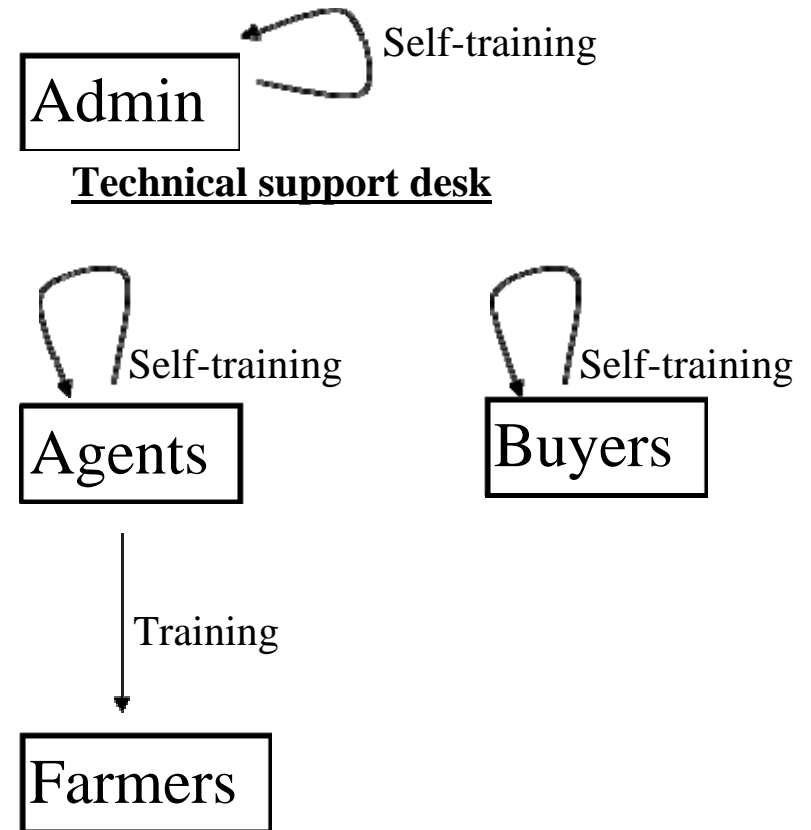 Self-training
Admin
Technical support desk
Self-training
Self-training
Agents
Buyers
Training
Farmers